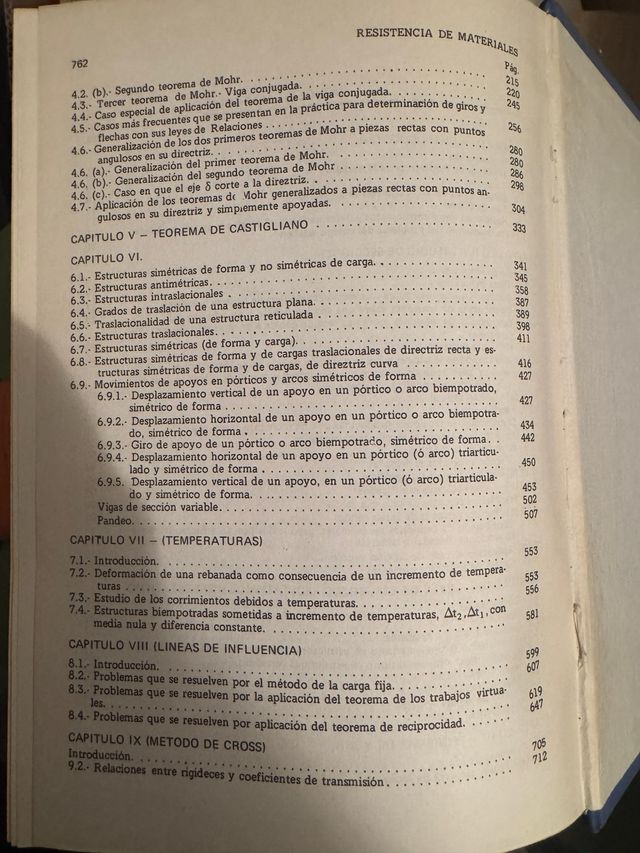 RESISTENCIA DE MATERIALES
762
Pág.
4.2. (b).- Segundo teorema de Mohr. 215
4.3.- Tercer teorema de Mohr.- Viga conjugada. 220
4.4.- Caso especial de aplicación del teorema de la viga conjugada. 245
4.5.- Casos más frecuentes que se presentan en la práctica para determinación de giros y
flechas con sus leyes de Relaciones 256
4.6.- Generalización de los dos primeros teoremas de Mohr a piezas rectas con puntos
angulosos en su directriz. 280
4.6. (a).- Generalización del primer teorema de Mohr. 280
4.6. (b).- Generalización del segundo teorema de Mohr 286
4.6. (c).- Caso en que el eje δ corte a la direztriz. 298
4.7.- Aplicación de los teoremas de Mohr generalizados a piezas rectas con puntos an-
gulosos en su direztriz y simplemente apoyadas. 304
CAPITULO V – TEOREMA DE CASTIGLIANO 333
CAPITULO VI.
6.1.- Estructuras simétricas de forma y no simétricas de carga. 341
6.2.- Estructuras antimétricas. 345
6.3.- Estructuras intraslacionales 358
6.4.- Grados de traslación de una estructura plana. 387
6.5.- Traslacionalidad de una estructura reticulada 389
6.6.- Estructuras traslacionales. 398
6.7.- Estructuras simétricas (de forma y carga). 411
6.8.- Estructuras simétricas de forma y de cargas traslacionales de directriz recta y es-
tructuras simétricas de forma y de cargas, de direztriz curva 416
6.9.- Movimientos de apoyos en pórticos y arcos simétricos de forma 427
6.9.1.- Desplazamiento vertical de un apoyo en un pórtico o arco biempotrado,
simétrico de forma 427
6.9.2.- Desplazamiento horizontal de un apoyo en un pórtico o arco biempotra-
do, simétrico de forma 434
6.9.3.- Giro de apoyo de un pórtico o arco biempotrado, simétrico de forma. 442
6.9.4.- Desplazamiento horizontal de un apoyo en un pórtico (ó arco) triarticu-
lado y simétrico de forma 450
6.9.5. Desplazamiento vertical de un apoyo, en un pórtico (ó arco) triarticula-
do y simétrico de forma. 453
Vigas de sección variable. 502
Pandeo. 507
CAPITULO VII – (TEMPERATURAS)
7.1.- Introducción. 553
7.2.- Deformación de una rebanada como consecuencia de un incremento de tempera-
turas 553
7.3.- Estudio de los corrimientos debidos a temperaturas. 556
7.4.- Estructuras biempotradas sometidas a incremento de temperaturas, Δt₂, Δt₁, con
media nula y diferencia constante. 581
CAPITULO VIII (LINEAS DE INFLUENCIA)
8.1.- Introducción. 599
8.2.- Problemas que se resuelven por el método de la carga fija. 607
8.3.- Problemas que se resuelven por la aplicación del teorema de los trabajos virtua-
les. 619
8.4.- Problemas que se resuelven por aplicación del teorema de reciprocidad. 647
CAPITULO IX (METODO DE CROSS)
Introducción. 705
9.2.- Relaciones entre rigideces y coeficientes de transmisión 712